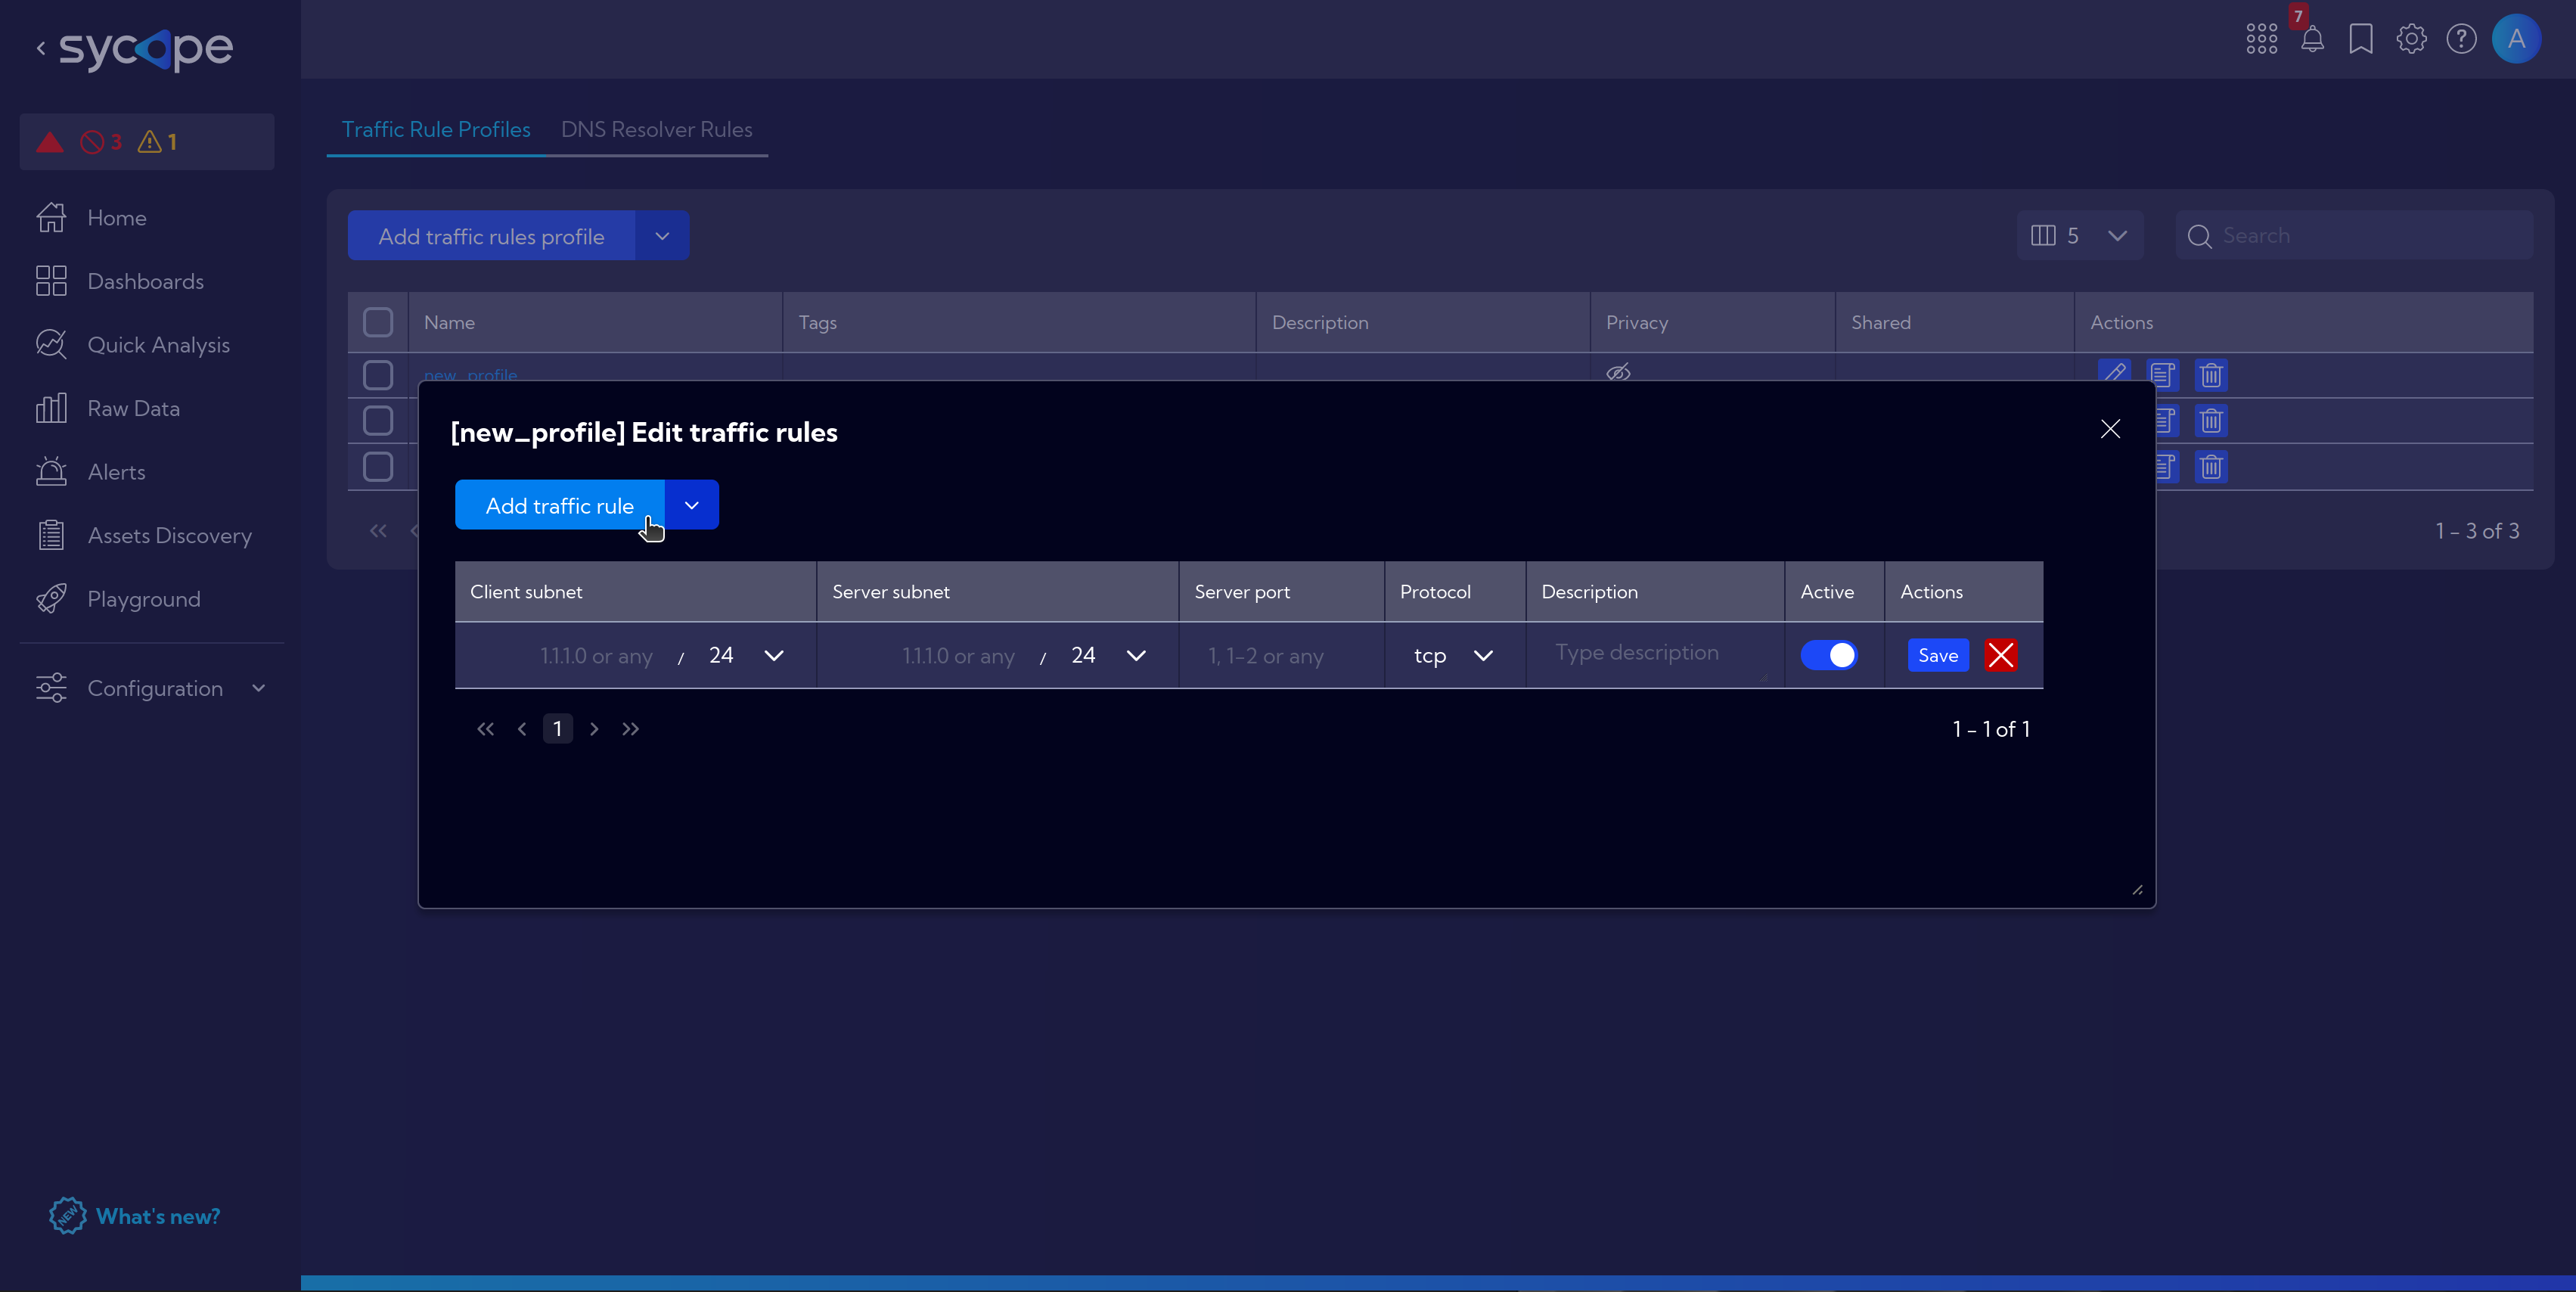 sycope
3 1
7
A
Home
Dashboards
Quick Analysis
Raw Data
Alerts
Assets Discovery
Playground
Configuration
NEW What's new?
Traffic Rule Profiles DNS Resolver Rules
Add traffic rules profile 5 Search
Name Tags Description Privacy Shared Actions
new_profile
1 - 3 of 3
[new_profile] Edit traffic rules
Add traffic rule
Client subnet Server subnet Server port Protocol Description Active Actions
1.1.1.0 or any / 24 1.1.1.0 or any / 24 1, 1-2 or any tcp Type description Save
1 1 - 1 of 1